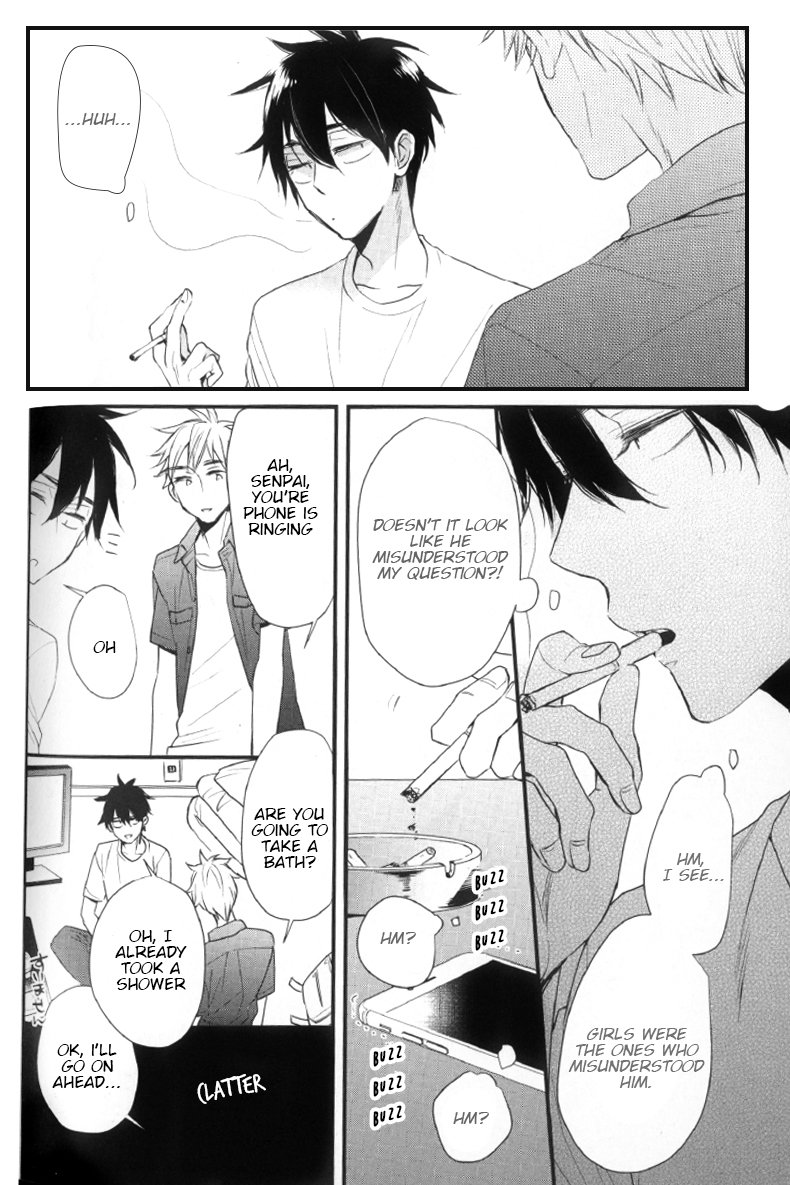 ...HUH...
HM,
I SEE...
GIRLS WERE
THE ONES WHO
MISUNDERSTOOD
HIM.
DOESN'T IT LOOK
LIKE HE
MISUNDERSTOOD
MY QUESTION?!
BUZZ
BUZZ
BUZZ
HM?
BUZZ
BUZZ
BUZZ
HM?
AH,
SENPAI,
YOU'RE
PHONE IS
RINGING
OH
ARE YOU
GOING TO
TAKE A
BATH?
OH, I
ALREADY
TOOK A
SHOWER
OK, I'LL
GO ON
AHEAD...
CLATTER